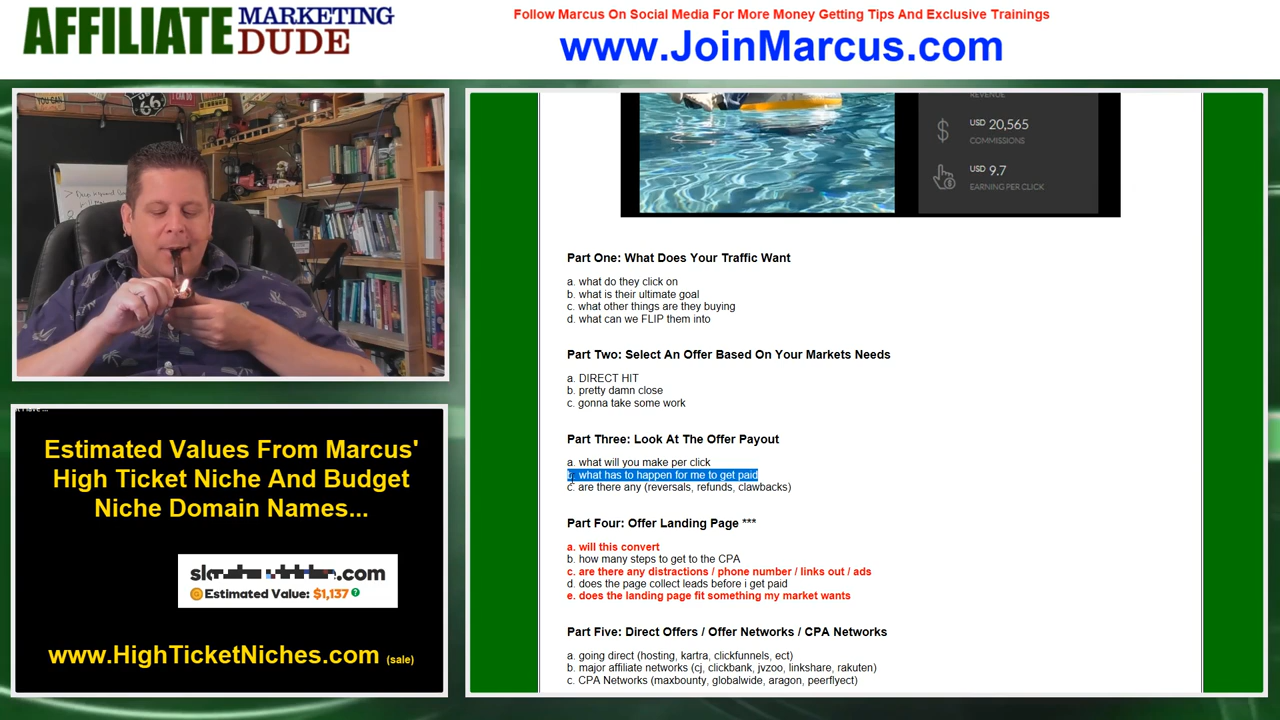 AFFILIATE MARKETING DUDE
Follow Marcus On Social Media For More Money Getting Tips And Exclusive Trainings
www.JoinMarcus.com
YOU CAN
I CAN DO
66
REVENUE
USD 20,565
COMMISSIONS
USD 9.7
EARNING PER CLICK
Part One: What Does Your Traffic Want
a. what do they click on
b. what is their ultimate goal
c. what other things are they buying
d. what can we FLIP them into
Part Two: Select An Offer Based On Your Markets Needs
a. DIRECT HIT
b. pretty damn close
c. gonna take some work
Part Three: Look At The Offer Payout
a. what will you make per click
b. what has to happen for me to get paid
c. are there any (reversals, refunds, clawbacks)
Part Four: Offer Landing Page ***
a. will this convert
b. how many steps to get to the CPA
c. are there any distractions / phone number / links out / ads
d. does the page collect leads before i get paid
e. does the landing page fit something my market wants
Part Five: Direct Offers / Offer Networks / CPA Networks
a. going direct (hosting, kartra, clickfunnels, ect)
b. major affiliate networks (cj, clickbank, jvzoo, linkshare, rakuten)
c. CPA Networks (maxbounty, globalwide, aragon, peerflyect)
Estimated Values From Marcus'
High Ticket Niche And Budget
Niche Domain Names...
.com
Estimated Value: $1,137 ?
www.HighTicketNiches.com (sale)